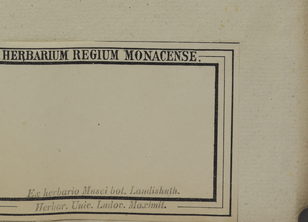 HERBARIUM REGIUM MONACENSE.
Ex herbario Musei bot. Landishuth.
Herbar. Univ. Ludov. Maximil.